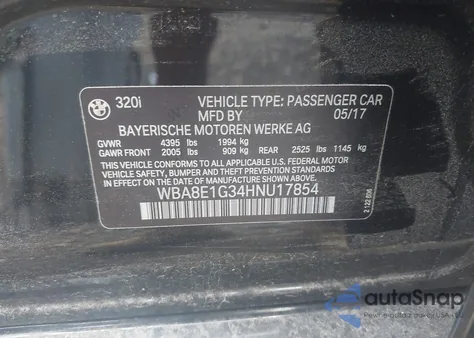 320i VEHICLE TYPE: PASSENGER CAR
MFD BY 05/17
BAYERISCHE MOTOREN WERKE AG
GVWR 4395 lbs 1994 kg
GAWR FRONT 2005 lbs 909 kg REAR 2525 lbs 1145 kg
THIS VEHICLE CONFORMS TO ALL APPLICABLE U.S. FEDERAL MOTOR
VEHICLE SAFETY, BUMPER AND THEFT PREVENTION STANDARDS IN
EFFECT ON THE DATE OF MANUFACTURE SHOWN ABOVE.
WBA8E1G34HNU17854
autoSnap